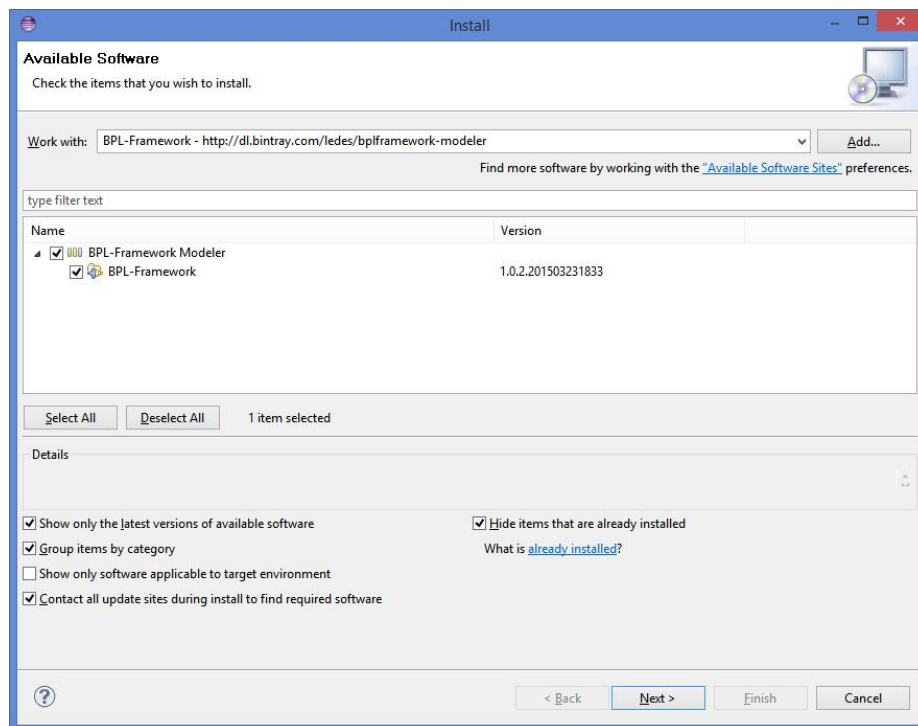 Install
Available Software
Check the items that you wish to install.
Work with: BPL-Framework - http://dl.bintray.com/ledes/bplframework-modeler Add...
Find more software by working with the "Available Software Sites" preferences.
type filter text
Name Version
BPL-Framework Modeler
BPL-Framework 1.0.2.201503231833
Select All Deselect All 1 item selected
Details
Show only the latest versions of available software Hide items that are already installed
Group items by category What is already installed?
Show only software applicable to target environment
Contact all update sites during install to find required software
? < Back Next > Finish Cancel